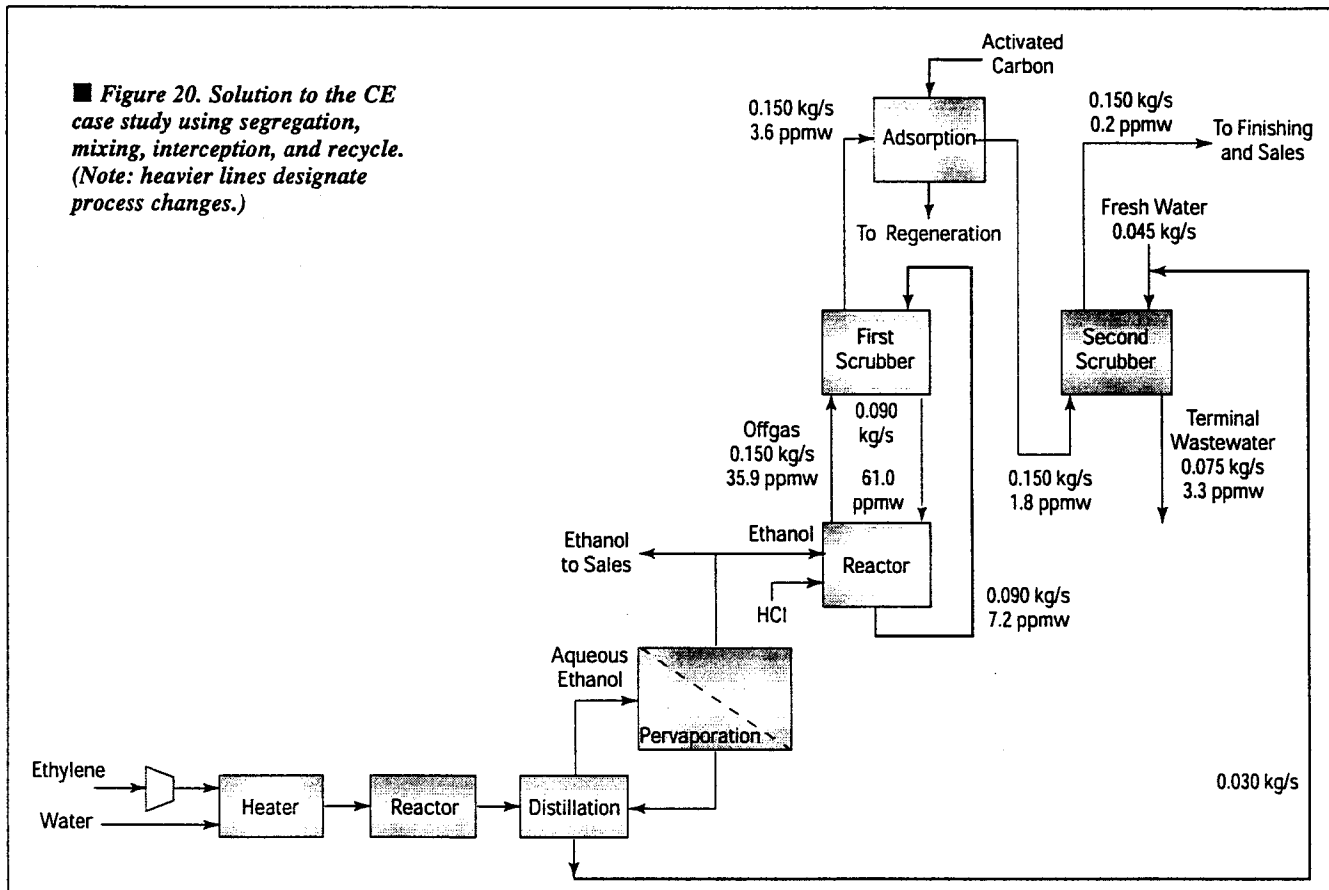 ■ Figure 20. Solution to the CE
case study using segregation,
mixing, interception, and recycle.
(Note: heavier lines designate
process changes.)
Activated
Carbon
0.150 kg/s
3.6 ppmw
Adsorption
0.150 kg/s
0.2 ppmw
To Finishing
and Sales
To Regeneration
Fresh Water
0.045 kg/s
First
Scrubber
Second
Scrubber
Offgas
0.150 kg/s
35.9 ppmw
0.090
kg/s
61.0
ppmw
0.150 kg/s
1.8 ppmw
Terminal
Wastewater
0.075 kg/s
3.3 ppmw
Ethanol
to Sales
Ethanol
Reactor
HCl
0.090 kg/s
7.2 ppmw
Aqueous
Ethanol
Pervaporation
Ethylene
Water
Heater
Reactor
Distillation
0.030 kg/s